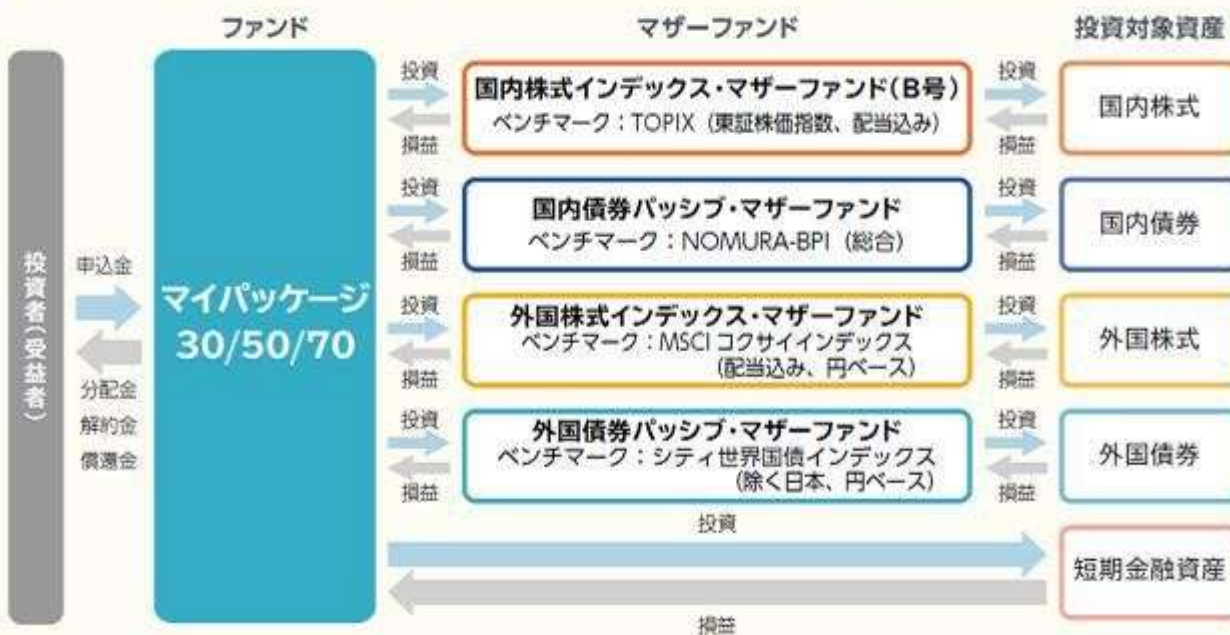 ファンド
マザーファンド
投資対象資産
投資者(受益者)
申込金
分配金
解約金
償還金
マイパッケージ
30/50/70
投資
損益
国内株式インデックス・マザーファンド(B号)
ベンチマーク:TOPIX(東証株価指数、配当込み)
投資
損益
国内株式
投資
損益
国内債券パッシブ・マザーファンド
ベンチマーク:NOMURA-BPI(総合)
投資
損益
国内債券
投資
損益
外国株式インデックス・マザーファンド
ベンチマーク:MSCIコクサイインデックス
(配当込み、円ベース)
投資
損益
外国株式
投資
損益
外国債券パッシブ・マザーファンド
ベンチマーク:シティ世界国債インデックス
(除く日本、円ベース)
投資
損益
外国債券
投資
損益
短期金融資産